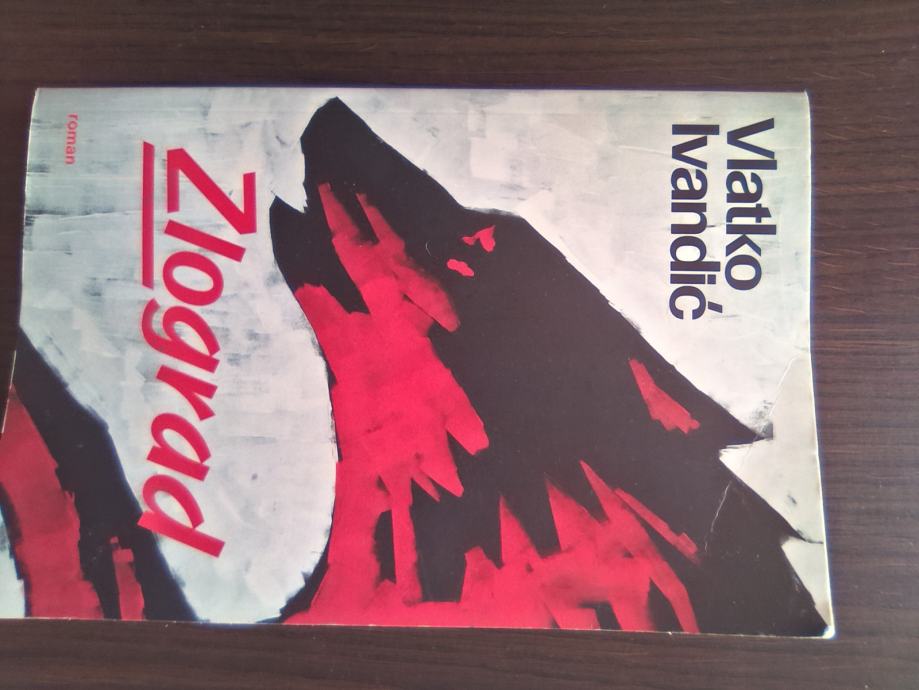 Vlatko
Ivandić
Zlograd
roman